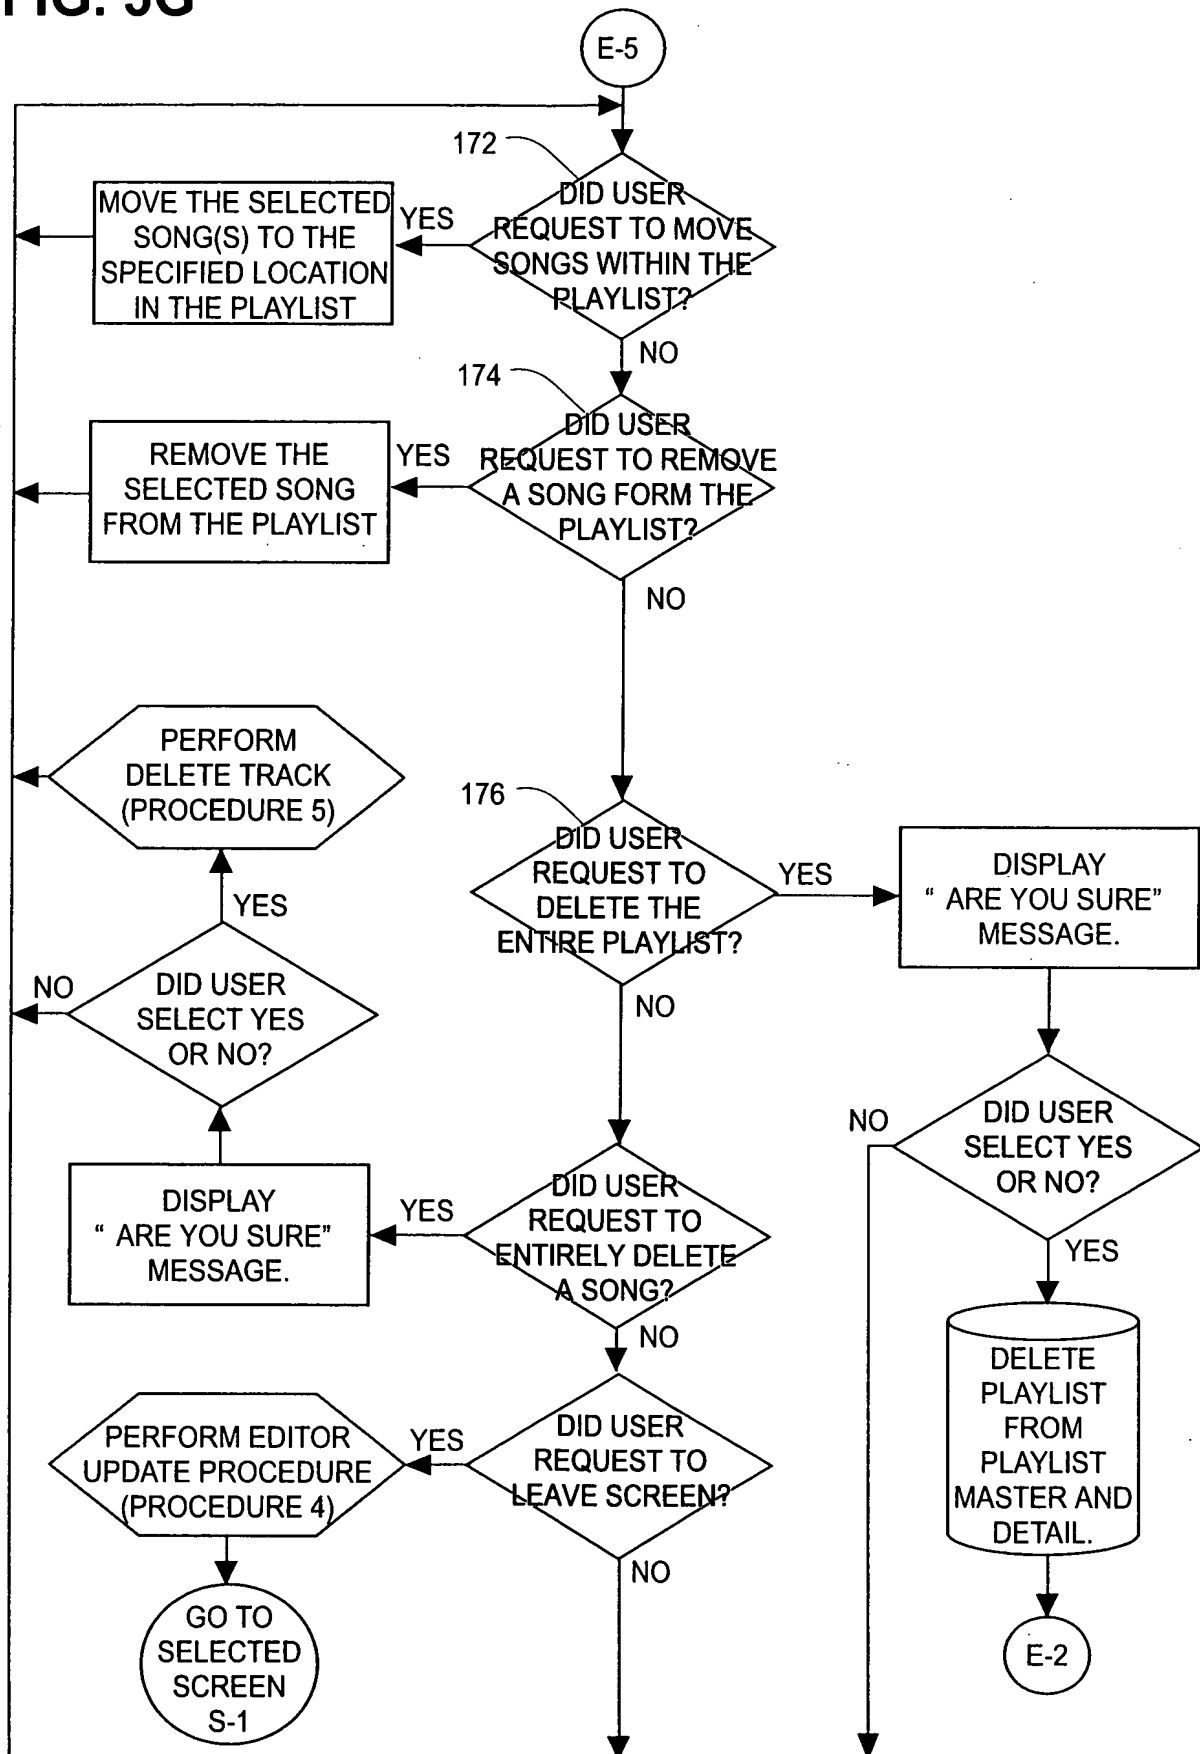 FIG. 5G
E-5
172
DID USER
REQUEST TO MOVE
SONGS WITHIN THE
PLAYLIST?
YES
MOVE THE SELECTED
SONG(S) TO THE
SPECIFIED LOCATION
IN THE PLAYLIST
NO
174
DID USER
REQUEST TO REMOVE
A SONG FORM THE
PLAYLIST?
YES
REMOVE THE
SELECTED SONG
FROM THE PLAYLIST
NO
PERFORM
DELETE TRACK
(PROCEDURE 5)
176
DID USER
REQUEST TO
DELETE THE
ENTIRE PLAYLIST?
YES
DISPLAY
“ ARE YOU SURE”
MESSAGE.
YES
NO
DID USER
SELECT YES
OR NO?
NO
NO
DID USER
SELECT YES
OR NO?
DISPLAY
“ ARE YOU SURE”
MESSAGE.
YES
DID USER
REQUEST TO
ENTIRELY DELETE
A SONG?
YES
NO
DELETE
PLAYLIST
FROM
PLAYLIST
MASTER AND
DETAIL.
PERFORM EDITOR
UPDATE PROCEDURE
(PROCEDURE 4)
YES
DID USER
REQUEST TO
LEAVE SCREEN?
NO
GO TO
SELECTED
SCREEN
S-1
E-2